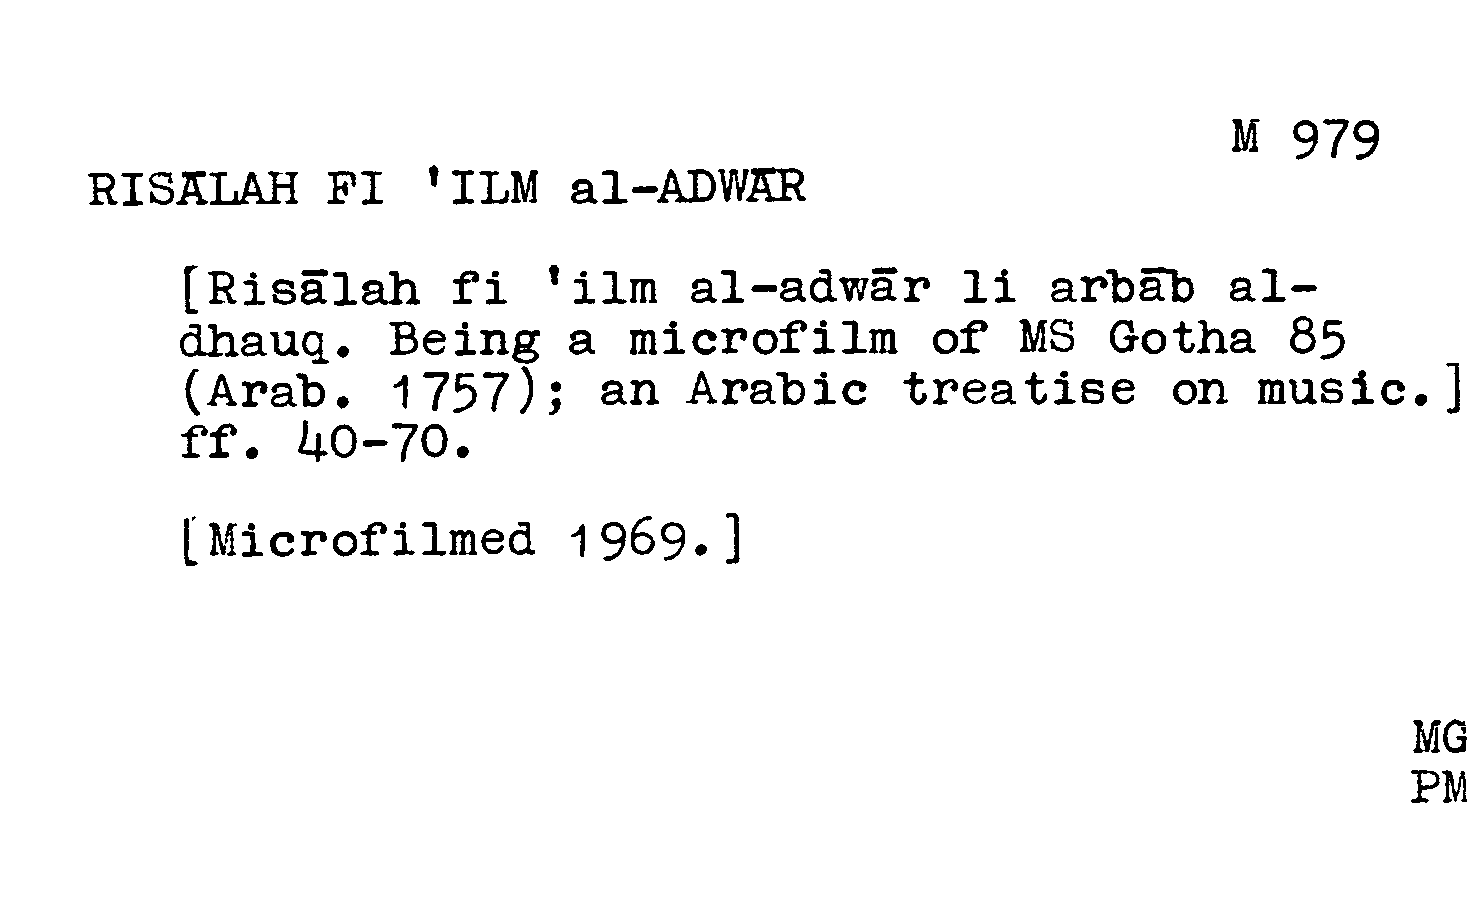 M 979
RISĀLAH FI 'ILM al-ADWĀR
[Risālah fi 'ilm al-adwār li arbāb al-
dhauq. Being a microfilm of MS Gotha 85
(Arab. 1757); an Arabic treatise on music.]
ff. 40-70.
[Microfilmed 1969.]
MG
PM